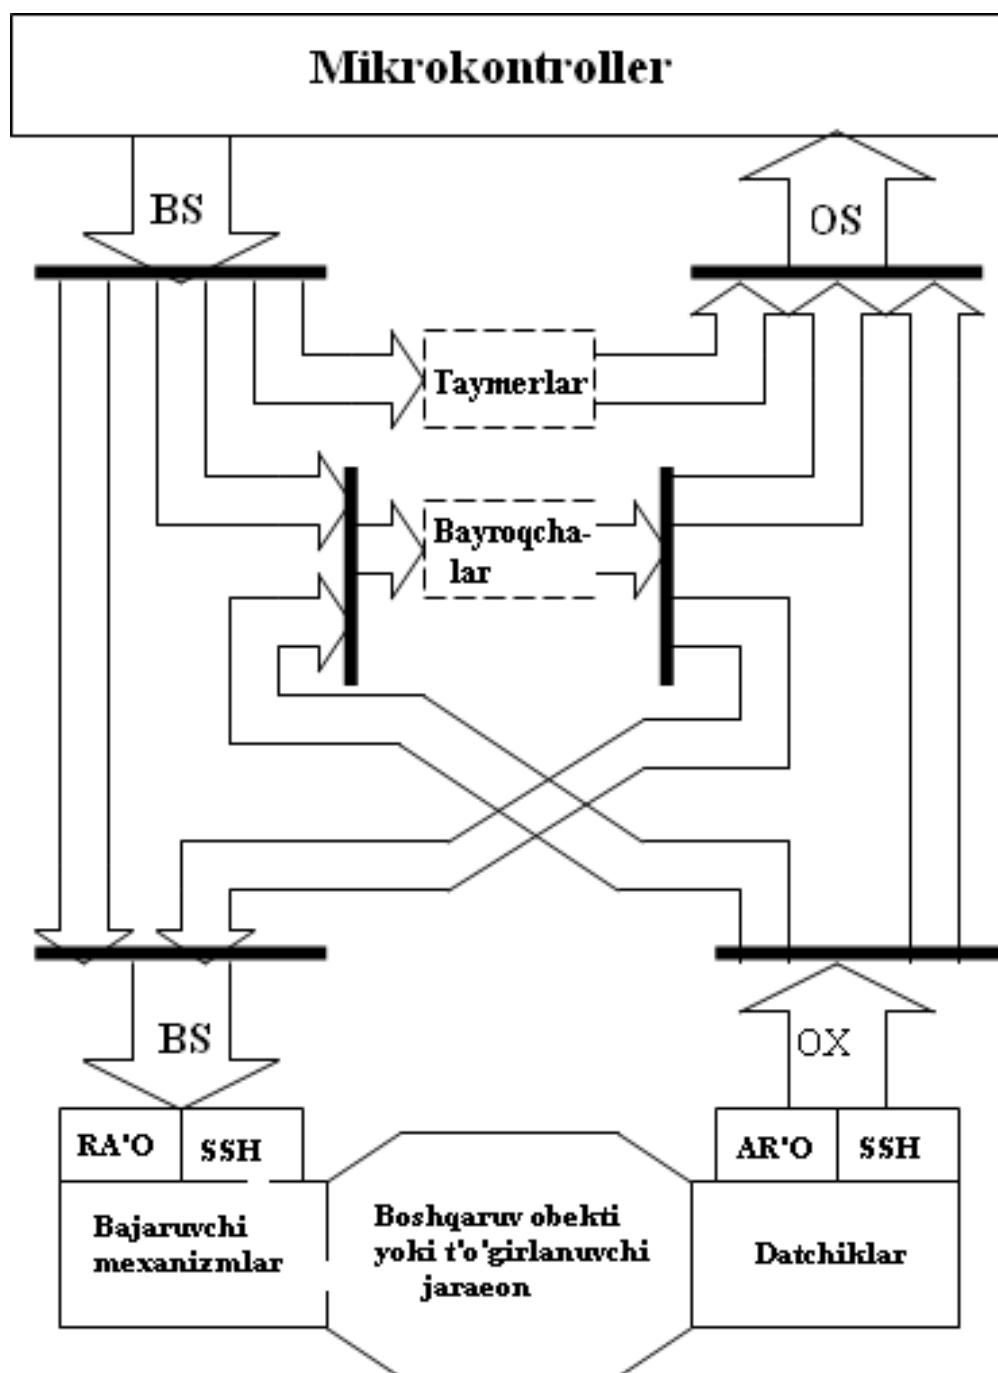 Mikrokontroller
BS
OS
Taymerlar
Bayroqcha-
lar
BS
OX
RA'O
SSH
AR'O
SSH
Bajaruvchi
mexanizmlar
Boshqaruv obekti
yoki t'o'girlanuvchi
jaraeon
Datchiklar